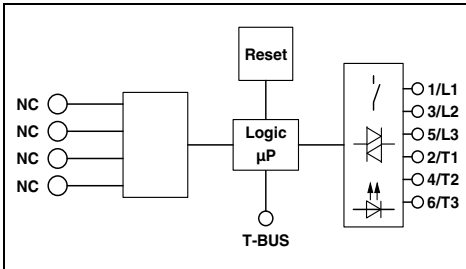 Reset
NC
NC
NC
NC
Logic
µP
T-BUS
1/L1
3/L2
5/L3
2/T1
4/T2
6/T3